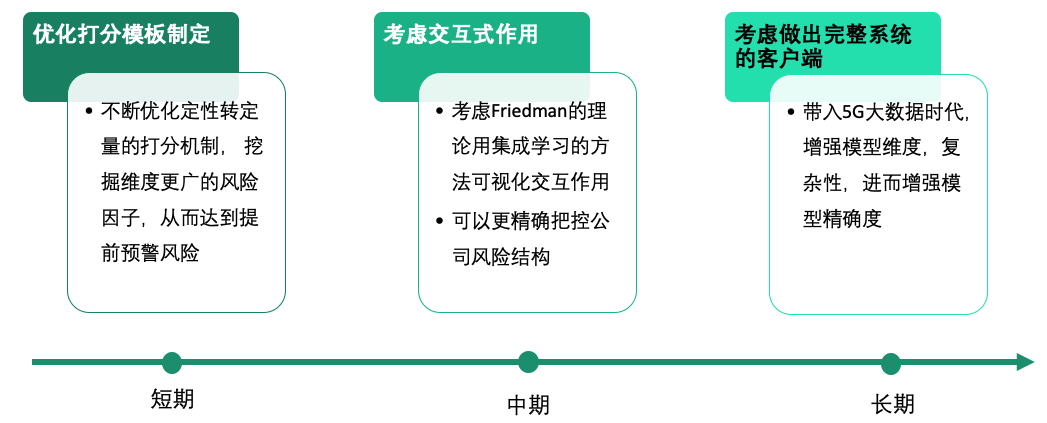 优化打分模板制定
• 不断优化定性转定
量的打分机制， 挖
掘维度更广的风险
因子，从而达到提
前预警风险
考虑交互式作用
• 考虑Friedman的理
论用集成学习的方
法可视化交互作用
• 可以更精确把控公
司风险结构
考虑做出完整系统
的客户端
• 带入5G大数据时代，
增强模型维度，复
杂性，进而增强模
型精确度
短期
中期
长期